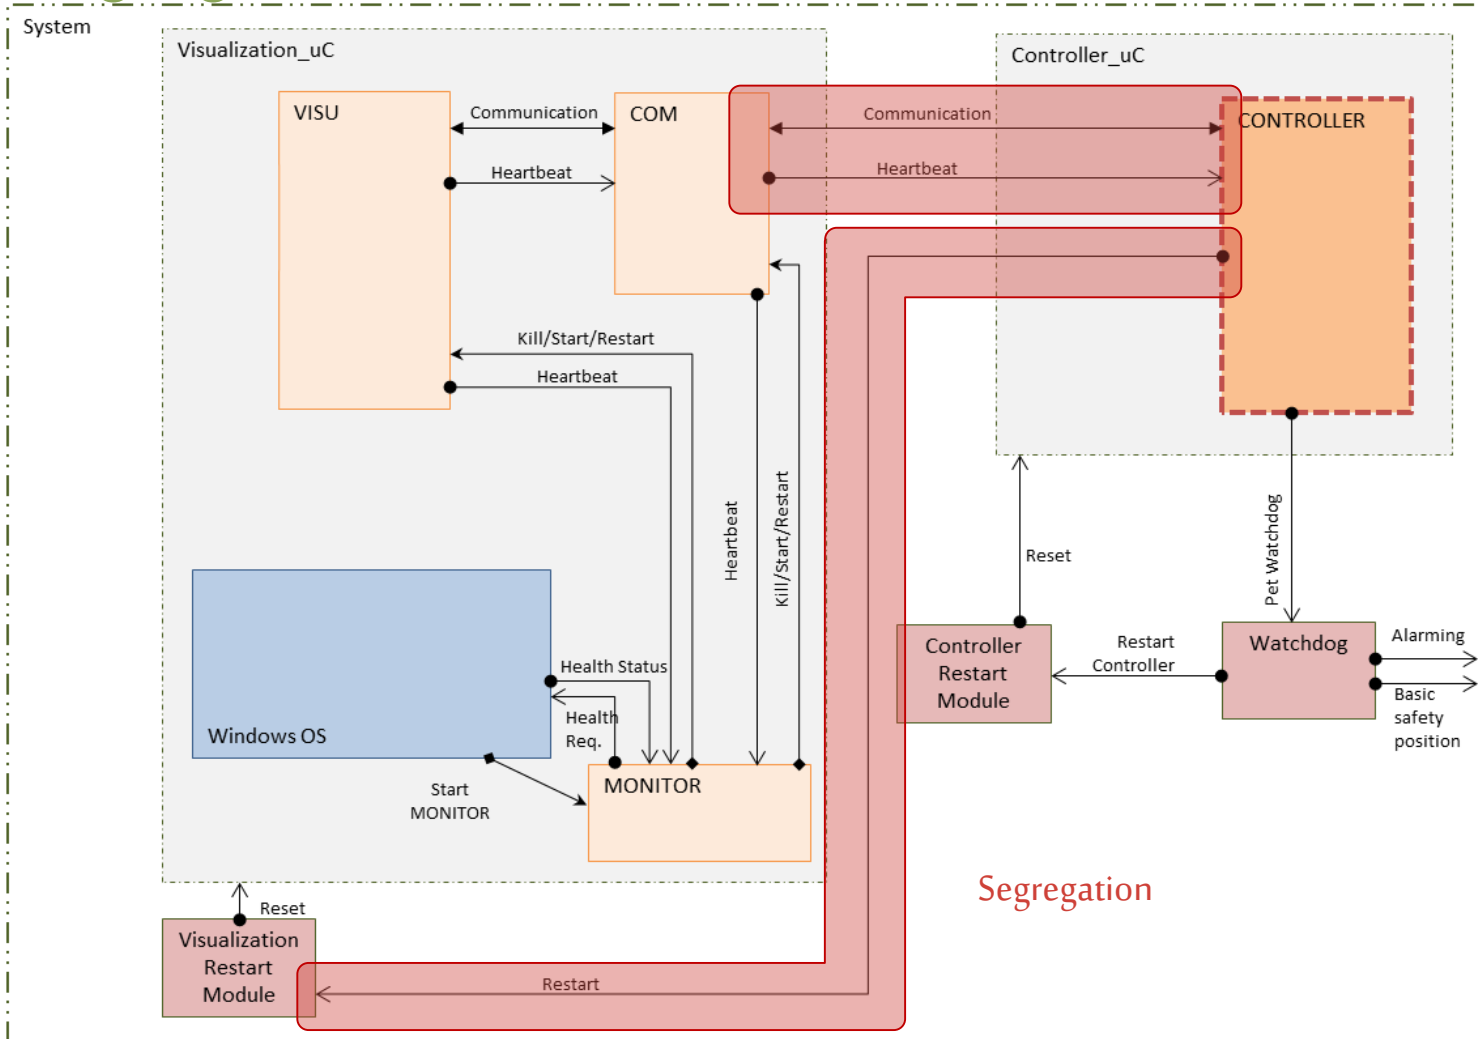 System
Visualization_uC
Controller_uC
VISU
Communication
COM
Communication
CONTROLLER
Heartbeat
Heartbeat
Kill/Start/Restart
Heartbeat
Heartbeat
Kill/Start/Restart
Pet Watchdog
Reset
Windows OS
Health Status
Health
Req.
Start
MONITOR
MONITOR
Controller
Restart
Module
Restart
Controller
Watchdog
Alarming
Basic
safety
position
Segregation
Reset
Visualization
Restart
Module
Restart